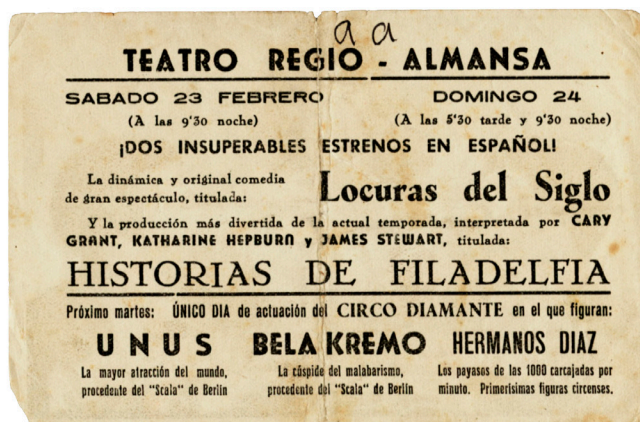 a a
TEATRO REGIO - ALMANSA
SABADO 23 FEBRERO DOMINGO 24
(A las 9'30 noche) (A las 5'30 tarde y 9'30 noche)
¡DOS INSUPERABLES ESTRENOS EN ESPAÑOL!
La dinámica y original comedia
de gran espectáculo, titulada: Locuras del Siglo
Y la producción más divertida de la actual temporada, interpretada por CARY
GRANT, KATHARINE HEPBURN y JAMES STEWART, titulada:
HISTORIAS DE FILADELFIA
Próximo martes: ÚNICO DIA de actuación del CIRCO DIAMANTE en el que figuran:
UNUS BELA KREMO HERMANOS DIAZ
La mayor atracción del mundo, La cúspide del malabarismo, Los payasos de las 1000 carcajadas por
procedente del "Scala" de Berlin procedente del "Scala" de Berlin minuto. Primerísimas figuras circenses.